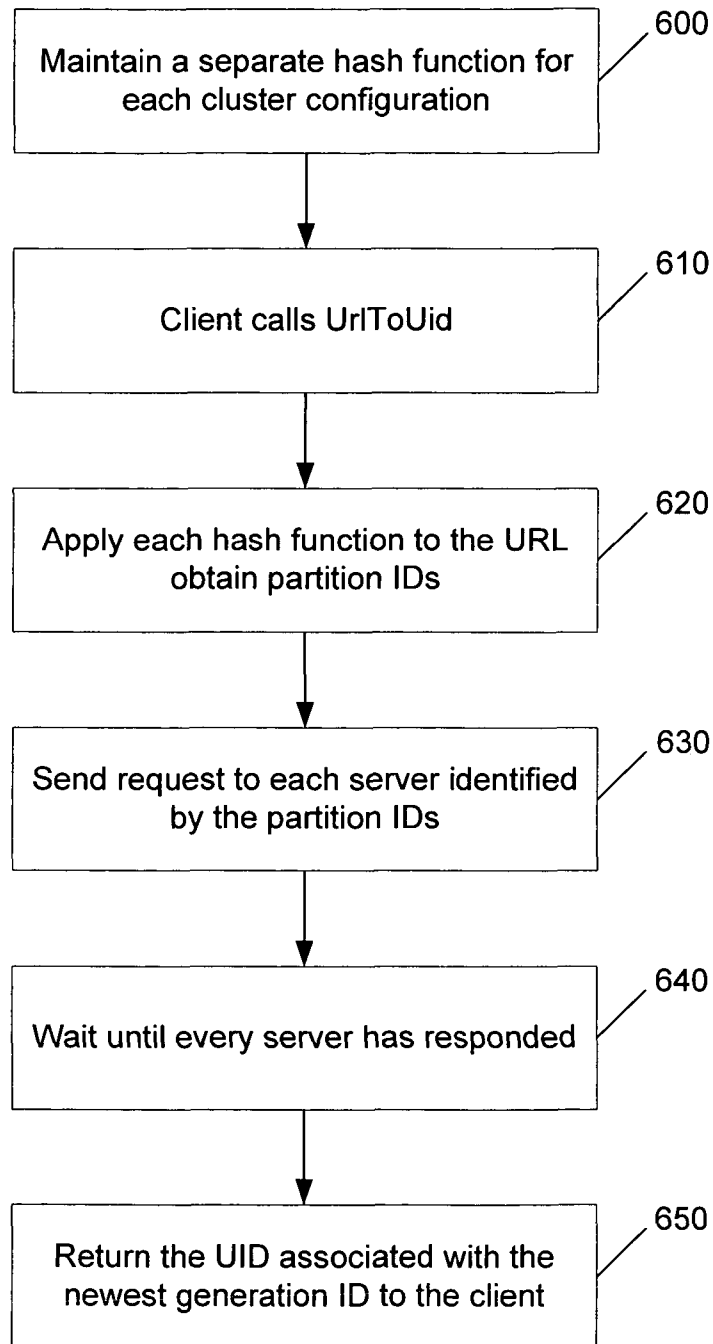 600
Maintain a separate hash function for
each cluster configuration
610
Client calls UrlToUid
620
Apply each hash function to the URL
obtain partition IDs
630
Send request to each server identified
by the partition IDs
640
Wait until every server has responded
650
Return the UID associated with the
newest generation ID to the client